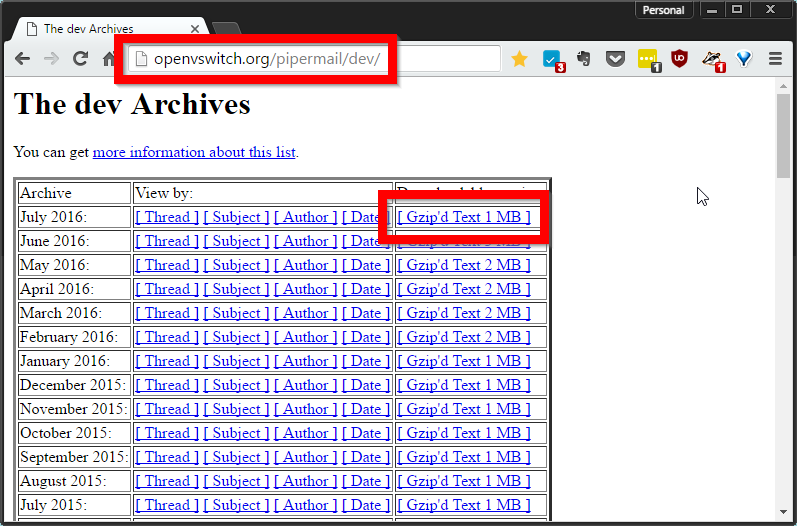 Personal
The dev Archives
openvswitch.org/pipermail/dev/
3 1 1
The dev Archives
You can get more information about this list.
Archive View by:
July 2016: [ Thread ] [ Subject ] [ Author ] [ Date ] [ Gzip'd Text 1 MB ]
June 2016: [ Thread ] [ Subject ] [ Author ] [ Date ]
May 2016: [ Thread ] [ Subject ] [ Author ] [ Date ] [ Gzip'd Text 2 MB ]
April 2016: [ Thread ] [ Subject ] [ Author ] [ Date ] [ Gzip'd Text 2 MB ]
March 2016: [ Thread ] [ Subject ] [ Author ] [ Date ] [ Gzip'd Text 2 MB ]
February 2016: [ Thread ] [ Subject ] [ Author ] [ Date ] [ Gzip'd Text 2 MB ]
January 2016: [ Thread ] [ Subject ] [ Author ] [ Date ] [ Gzip'd Text 1 MB ]
December 2015: [ Thread ] [ Subject ] [ Author ] [ Date ] [ Gzip'd Text 1 MB ]
November 2015: [ Thread ] [ Subject ] [ Author ] [ Date ] [ Gzip'd Text 1 MB ]
October 2015: [ Thread ] [ Subject ] [ Author ] [ Date ] [ Gzip'd Text 1 MB ]
September 2015: [ Thread ] [ Subject ] [ Author ] [ Date ] [ Gzip'd Text 1 MB ]
August 2015: [ Thread ] [ Subject ] [ Author ] [ Date ] [ Gzip'd Text 1 MB ]
July 2015: [ Thread ] [ Subject ] [ Author ] [ Date ] [ Gzip'd Text 1 MB ]